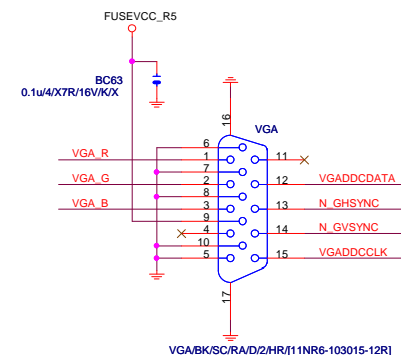 FUSEVCC_R5
BC63
0.1u/4/X7R/16V/K/X
16
VGA
6
VGA_R
1
11
7
VGA_G
2
12
VGADDCDATA
8
VGA_B
3
13
N_GHSYNC
9
4
14
N_GVSYNC
10
5
15
VGADDCCLK
17
VGA/BK/SC/RA/D/2/HR/[11NR6-103015-12R]